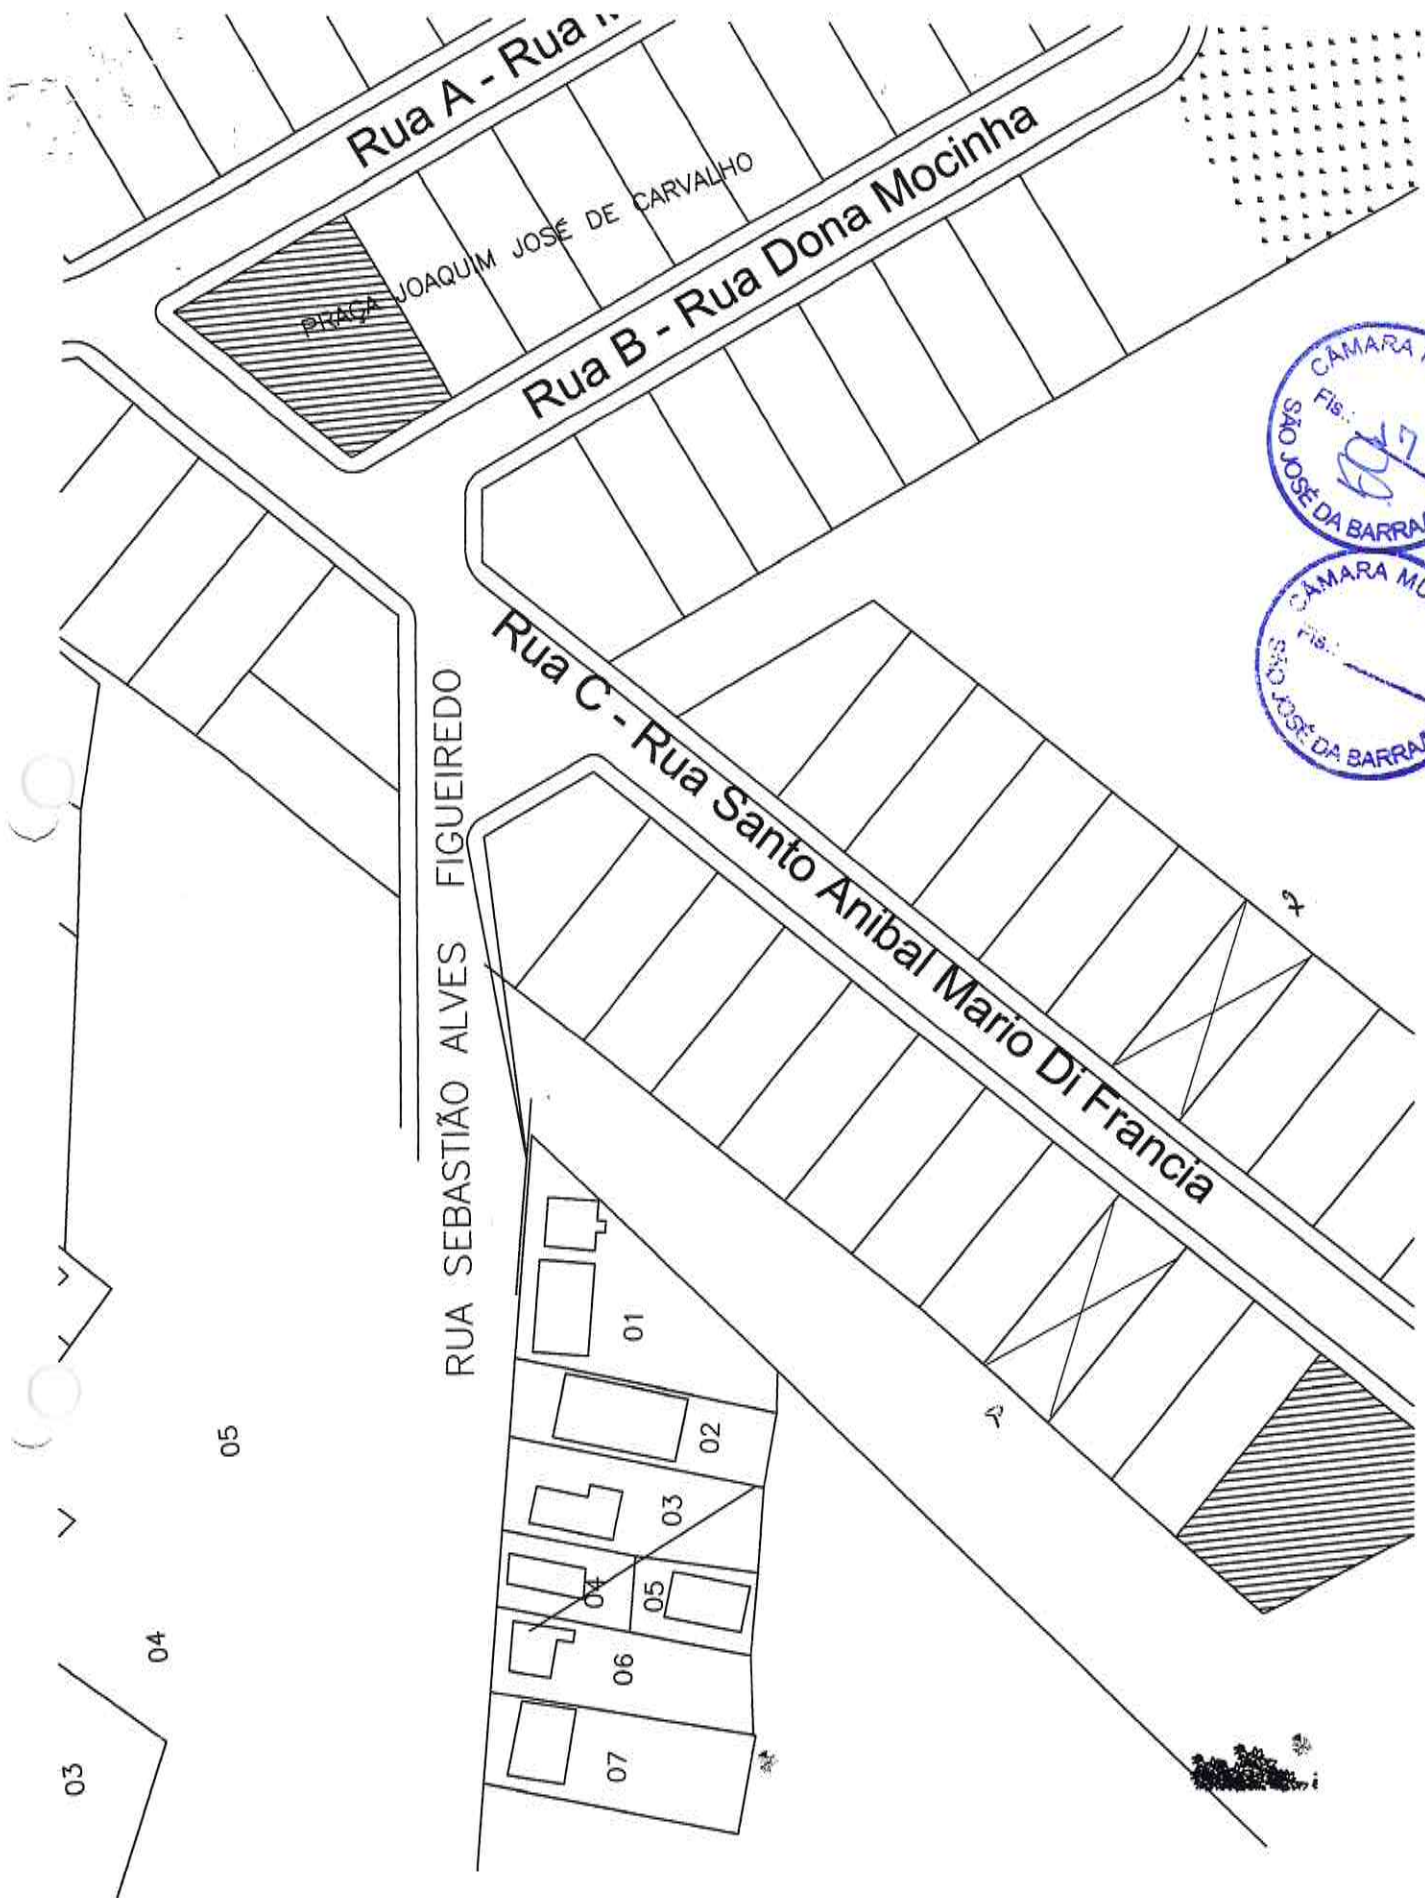 Rua A - Rua
PRAÇA JOAQUIM JOSÉ DE CARVALHO
Rua B - Rua Dona Mocinha
CÂMARA
Fls.:
SÃO JOSÉ DA BARRA
CÂMARA MU
Fls.:
SÃO JOSÉ DA BARRA
Rua C - Rua Santo Anibal Mario Di Francia
RUA SEBASTIÃO ALVES FIGUEIREDO
01
02
03
04
05
06
07
05
04
03